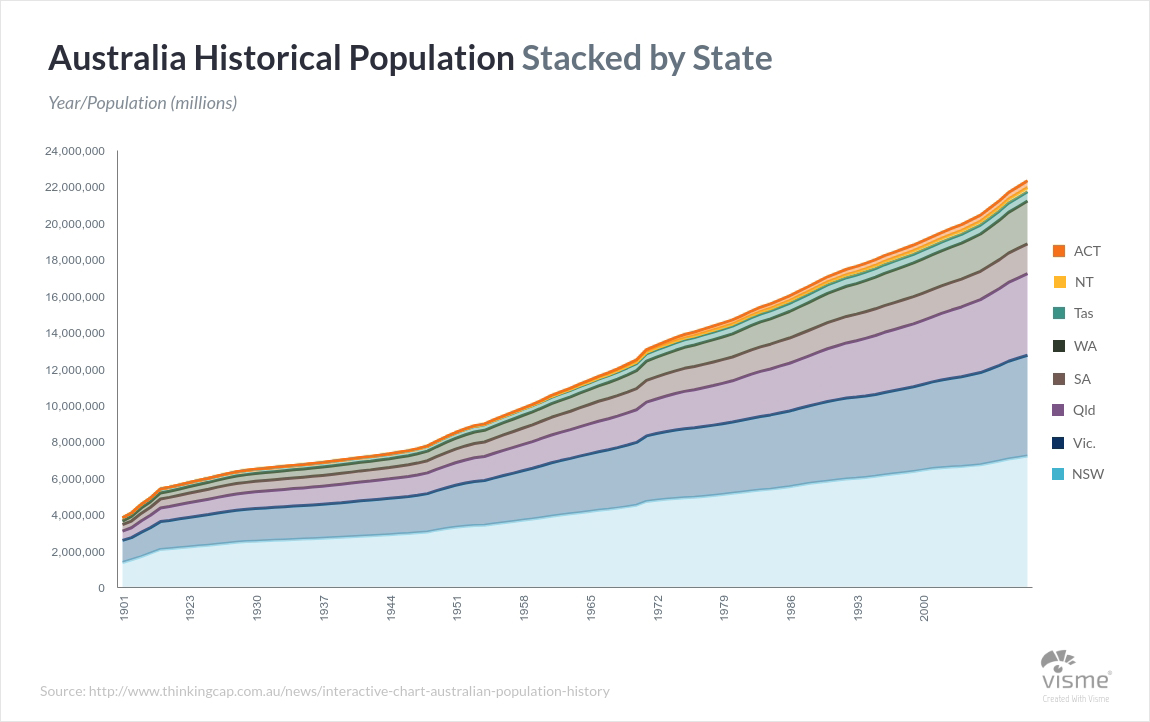 Australia Historical Population Stacked by State
Year/Population (millions)
24,000,000
22,000,000
20,000,000
18,000,000
16,000,000
14,000,000
12,000,000
10,000,000
8,000,000
6,000,000
4,000,000
2,000,000
0
1901
1923
1930
1937
1944
1951
1958
1965
1972
1979
1986
1993
2000
ACT
NT
Tas
WA
SA
Qld
Vic.
NSW
Source: http://www.thinkingcap.com.au/news/interactive-chart-australian-population-history
visme®
Created With Visme